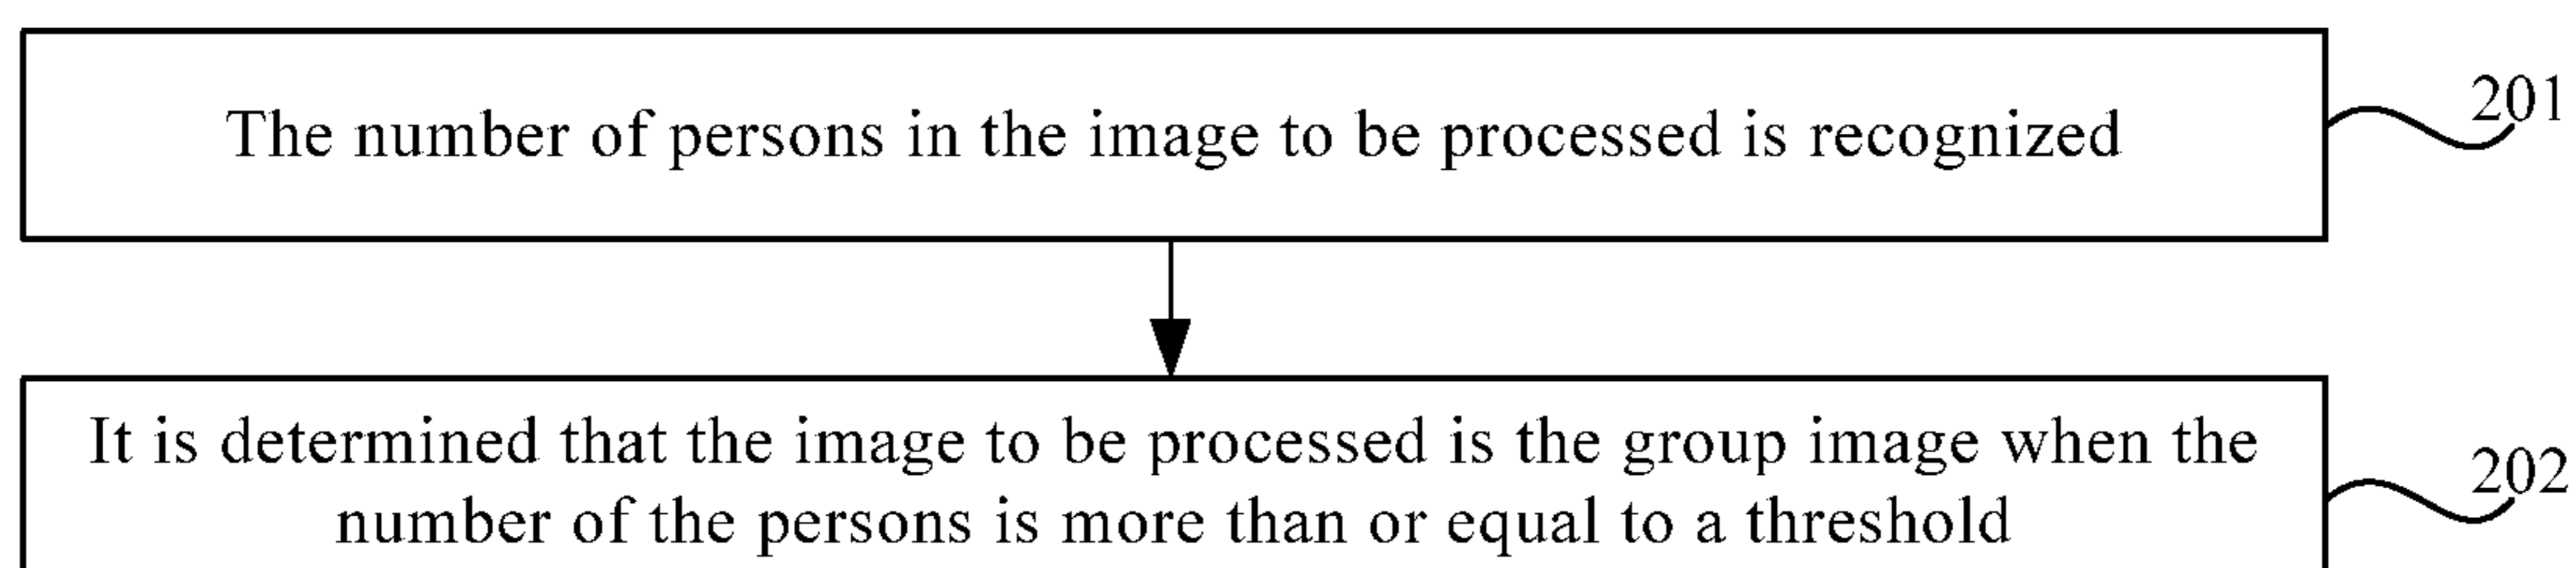 The number of persons in the image to be processed is recognized
201
It is determined that the image to be processed is the group image when the
number of the persons is more than or equal to a threshold
202